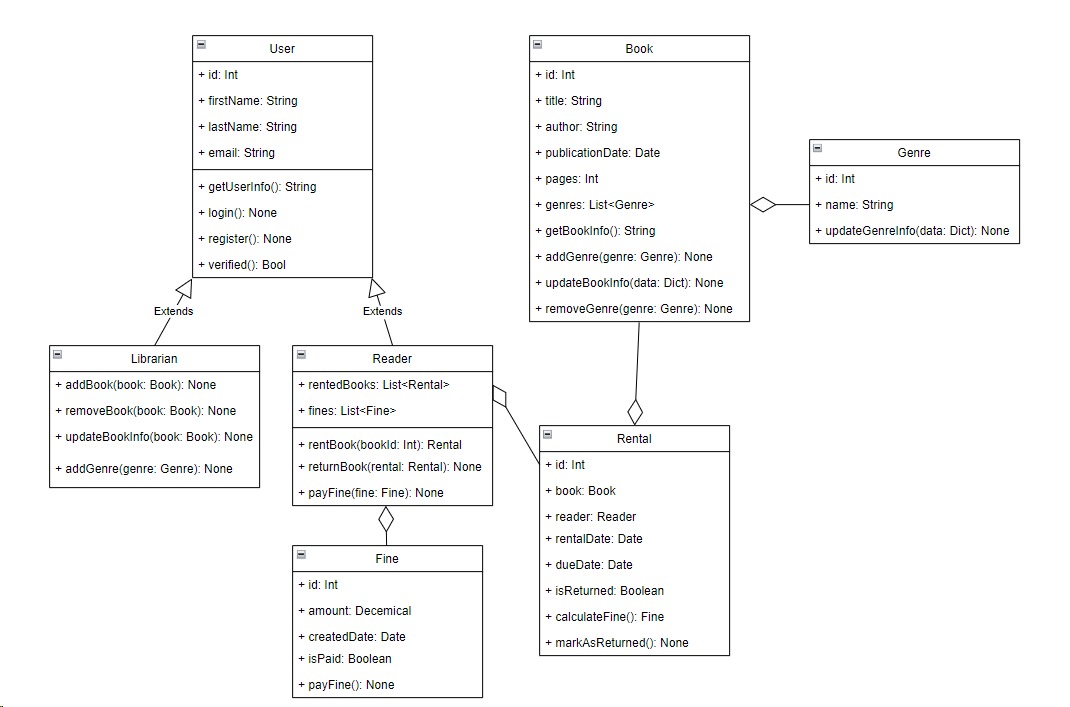 User
+ id: Int
+ firstName: String
+ lastName: String
+ email: String
+ getUserInfo(): String
+ login(): None
+ register(): None
+ verified(): Bool
Book
+ id: Int
+ title: String
+ author: String
+ publicationDate: Date
+ pages: Int
+ genres: List<Genre>
+ getBookInfo(): String
+ addGenre(genre: Genre): None
+ updateBookInfo(data: Dict): None
+ removeGenre(genre: Genre): None
Genre
+ id: Int
+ name: String
+ updateGenreInfo(data: Dict): None
Extends
Extends
Librarian
+ addBook(book: Book): None
+ removeBook(book: Book): None
+ updateBookInfo(book: Book): None
+ addGenre(genre: Genre): None
Reader
+ rentedBooks: List<Rental>
+ fines: List<Fine>
+ rentBook(bookId: Int): Rental
+ returnBook(rental: Rental): None
+ payFine(fine: Fine): None
Rental
+ id: Int
+ book: Book
+ reader: Reader
+ rentalDate: Date
+ dueDate: Date
+ isReturned: Boolean
+ calculateFine(): Fine
+ markAsReturned(): None
Fine
+ id: Int
+ amount: Decemical
+ createdDate: Date
+ isPaid: Boolean
+ payFine(): None